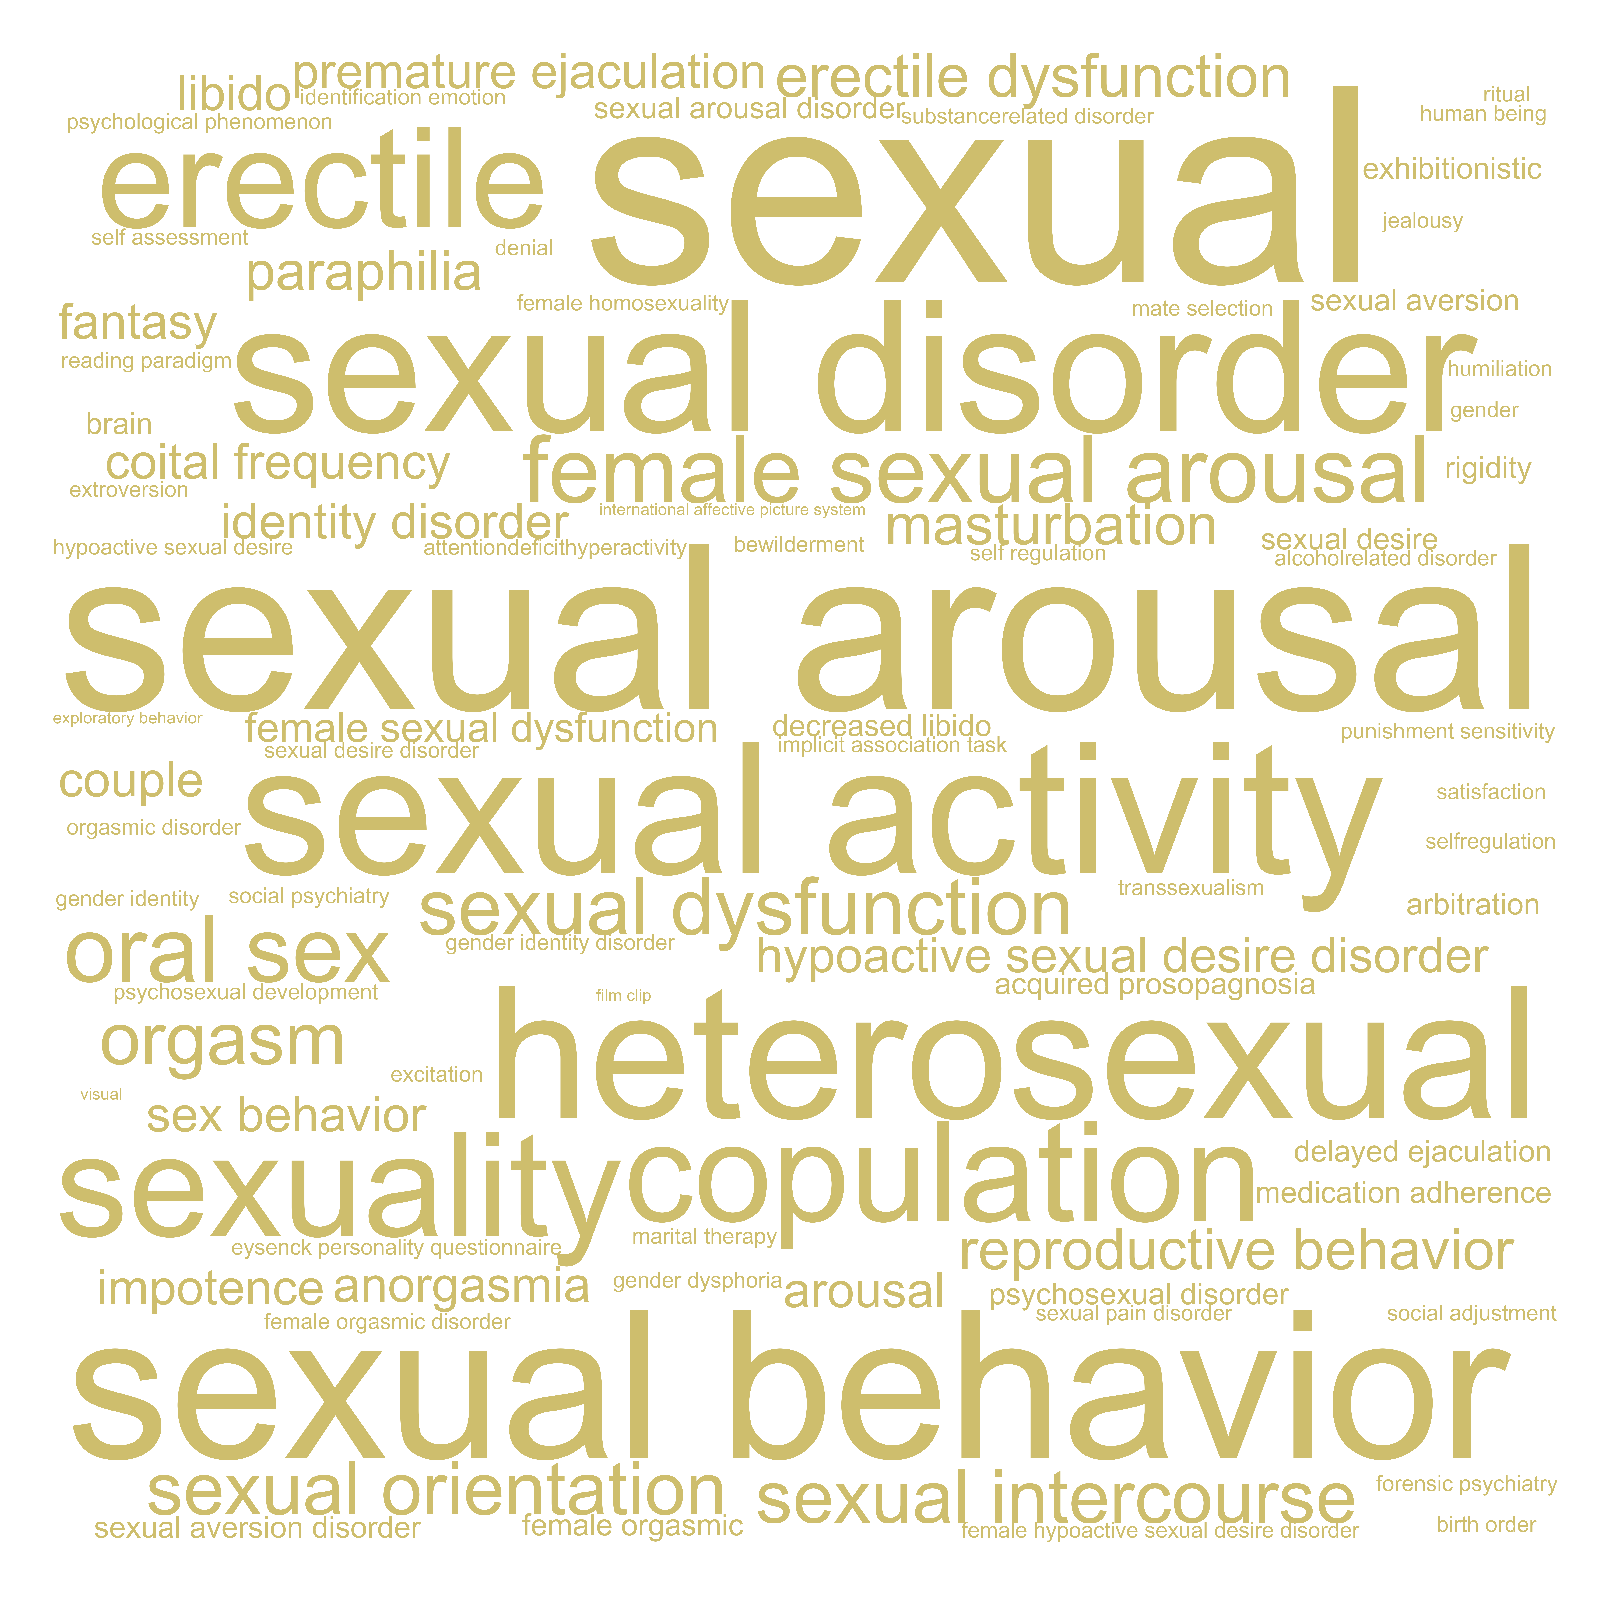 premature ejaculation
erectile dysfunction
libido
identification emotion
sexual arousal disorder
substancerelated disorder
ritual
human being
psychological phenomenon
erectile
sexual
exhibitionistic
jealousy
self assessment
denial
paraphilia
female homosexuality
mate selection
sexual aversion
fantasy
reading paradigm
sexual disorder
humiliation
gender
brain
coital frequency
female sexual arousal
rigidity
extroversion
identity disorder
international affective picture system
masturbation
sexual desire
hypoactive sexual desire
attentiondeficithyperactivity
bewilderment
self regulation
alcoholrelated disorder
sexual arousal
exploratory behavior
female sexual dysfunction
decreased libido
punishment sensitivity
sexual desire disorder
implicit association task
couple
sexual activity
satisfaction
orgasmic disorder
selfregulation
gender identity
social psychiatry
sexual dysfunction
transsexualism
arbitration
oral sex
gender identity disorder
hypoactive sexual desire disorder
psychosexual development
film clip
acquired prosopagnosia
orgasm
heterosexual
excitation
visual
sex behavior
sexuality
copulation
delayed ejaculation
medication adherence
eysenck personality questionnaire
marital therapy
reproductive behavior
impotence
anorgasmia
gender dysphoria
arousal
psychosexual disorder
sexual pain disorder
social adjustment
female orgasmic disorder
sexual behavior
sexual orientation
sexual intercourse
forensic psychiatry
sexual aversion disorder
female orgasmic
female hypoactive sexual desire disorder
birth order